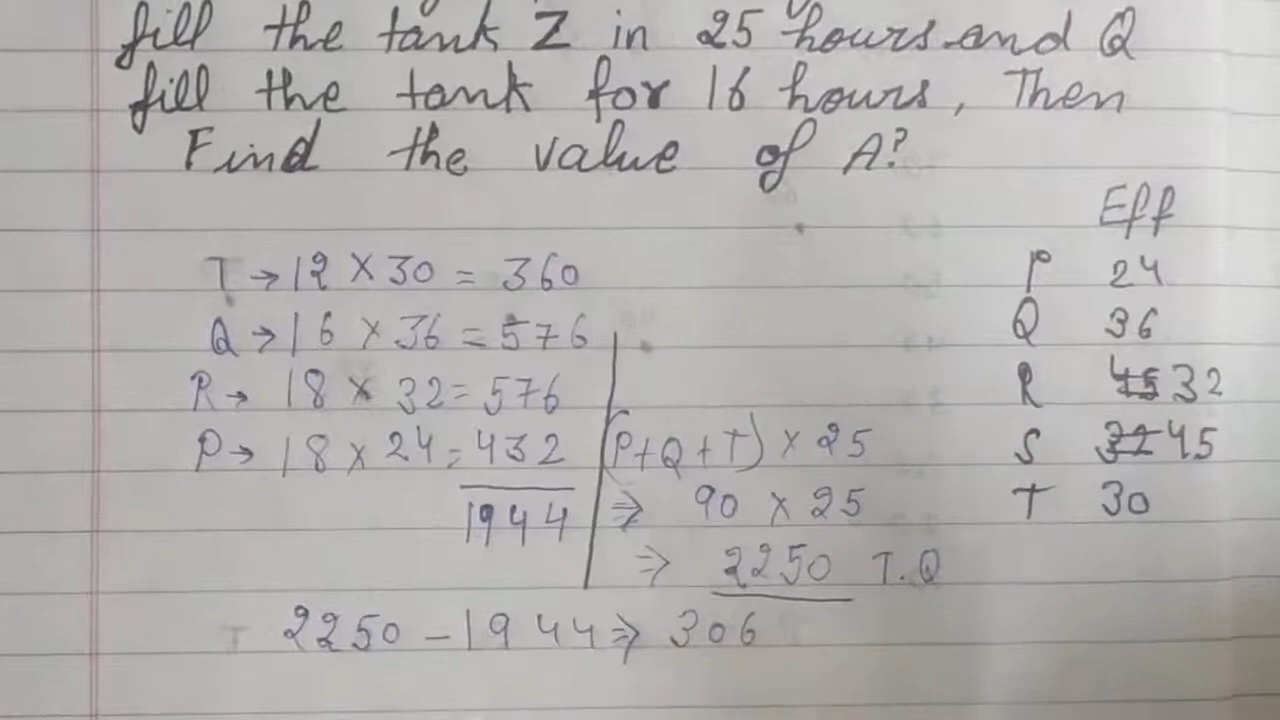 fill the tank Z in 25 hours and Q
fill the tank for 16 hours, Then
Find the value of A?
Eff
T → 12 × 30 = 360
P 24
Q → 16 × 36 = 576
Q 36
R → 18 × 32 = 576
R 45 32
P → 18 × 24 = 432
(P+Q+T) × 25
S 32 45
1944
⇒ 90 × 25
T 30
⇒ 2250 T.Q
2250 - 1944 ⇒ 306